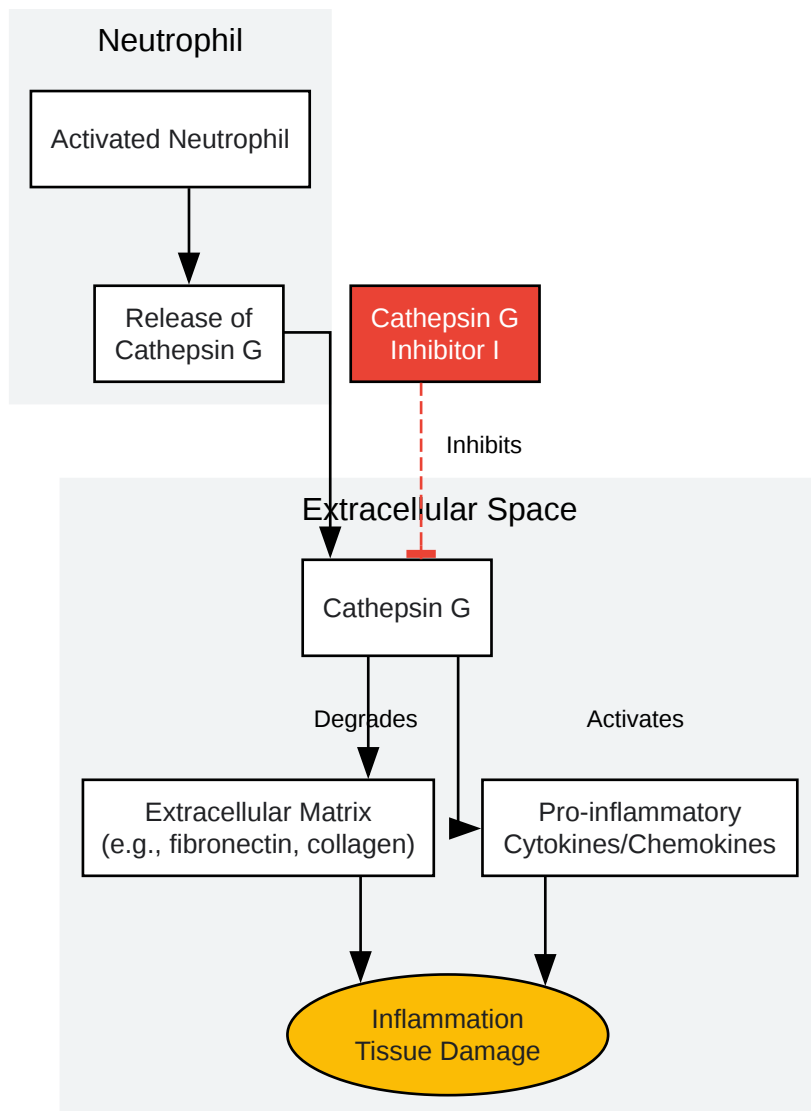 Neutrophil
Activated Neutrophil
Release of
Cathepsin G
Cathepsin G
Inhibitor I
Inhibits
Extracellular Space
Cathepsin G
Degrades
Activates
Extracellular Matrix
(e.g., fibronectin, collagen)
Pro-inflammatory
Cytokines/Chemokines
Inflammation
Tissue Damage